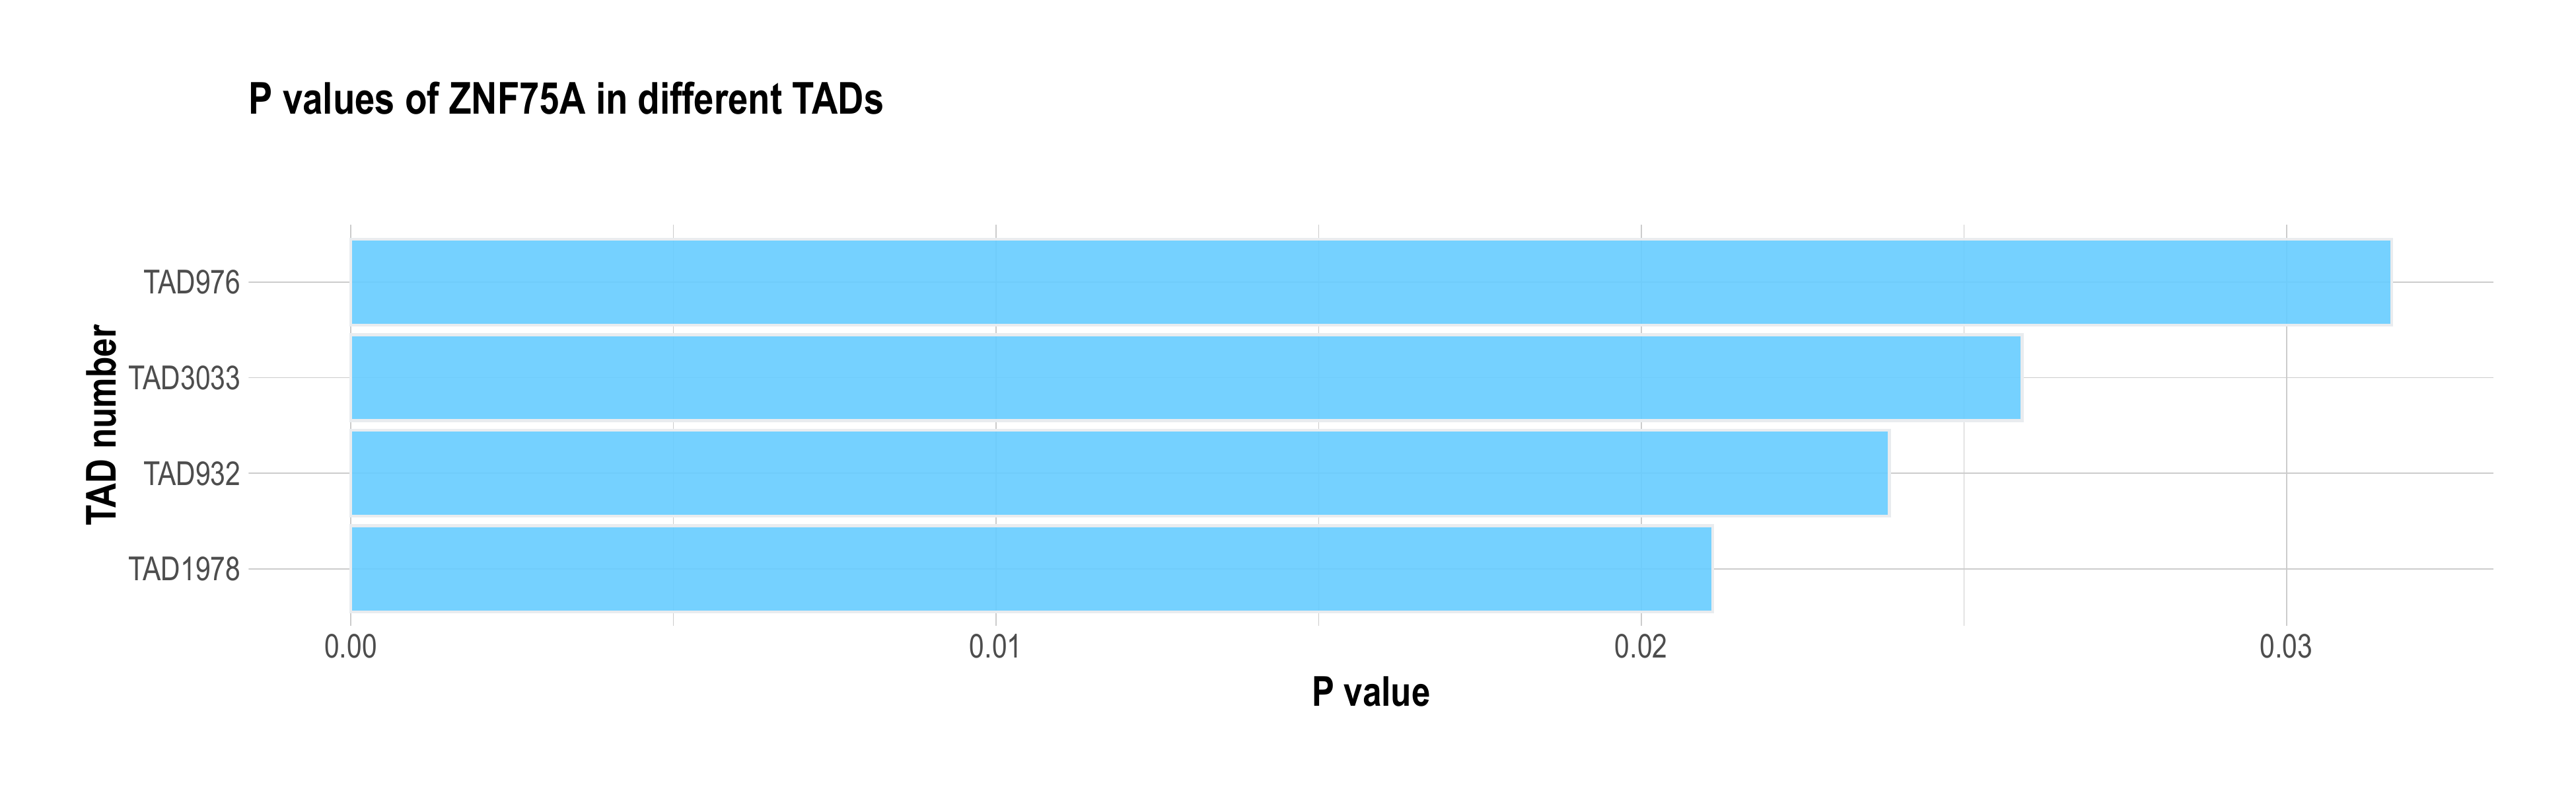 P values of ZNF75A in different TADs
TAD number
TAD976
TAD3033
TAD932
TAD1978
0.00 0.01 0.02 0.03
P value